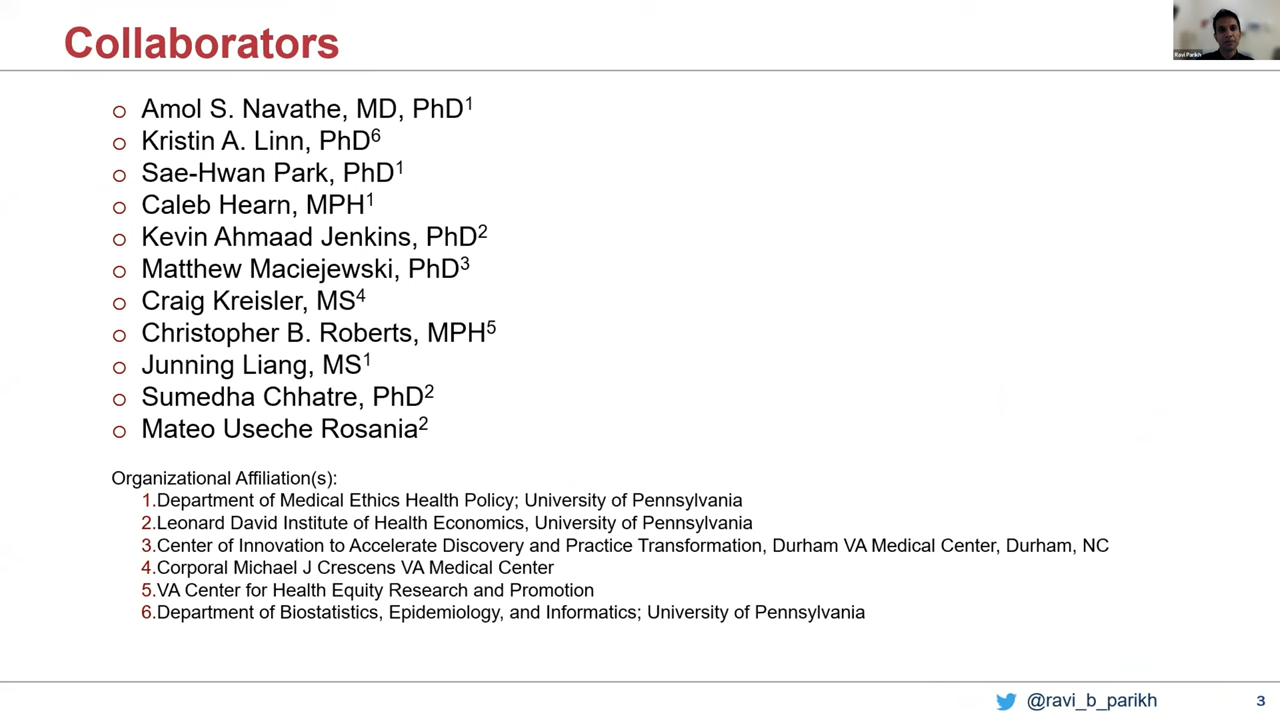 Collaborators
Ravi Parikh
o Amol S. Navathe, MD, PhD1
o Kristin A. Linn, PhD6
o Sae-Hwan Park, PhD1
o Caleb Hearn, MPH1
o Kevin Ahmaad Jenkins, PhD2
o Matthew Maciejewski, PhD3
o Craig Kreisler, MS4
o Christopher B. Roberts, MPH5
o Junning Liang, MS1
o Sumedha Chhatre, PhD2
o Mateo Useche Rosania2
Organizational Affiliation(s):
1.Department of Medical Ethics Health Policy; University of Pennsylvania
2.Leonard David Institute of Health Economics, University of Pennsylvania
3.Center of Innovation to Accelerate Discovery and Practice Transformation, Durham VA Medical Center, Durham, NC
4.Corporal Michael J Crescens VA Medical Center
5.VA Center for Health Equity Research and Promotion
6.Department of Biostatistics, Epidemiology, and Informatics; University of Pennsylvania
@ravi_b_parikh
3